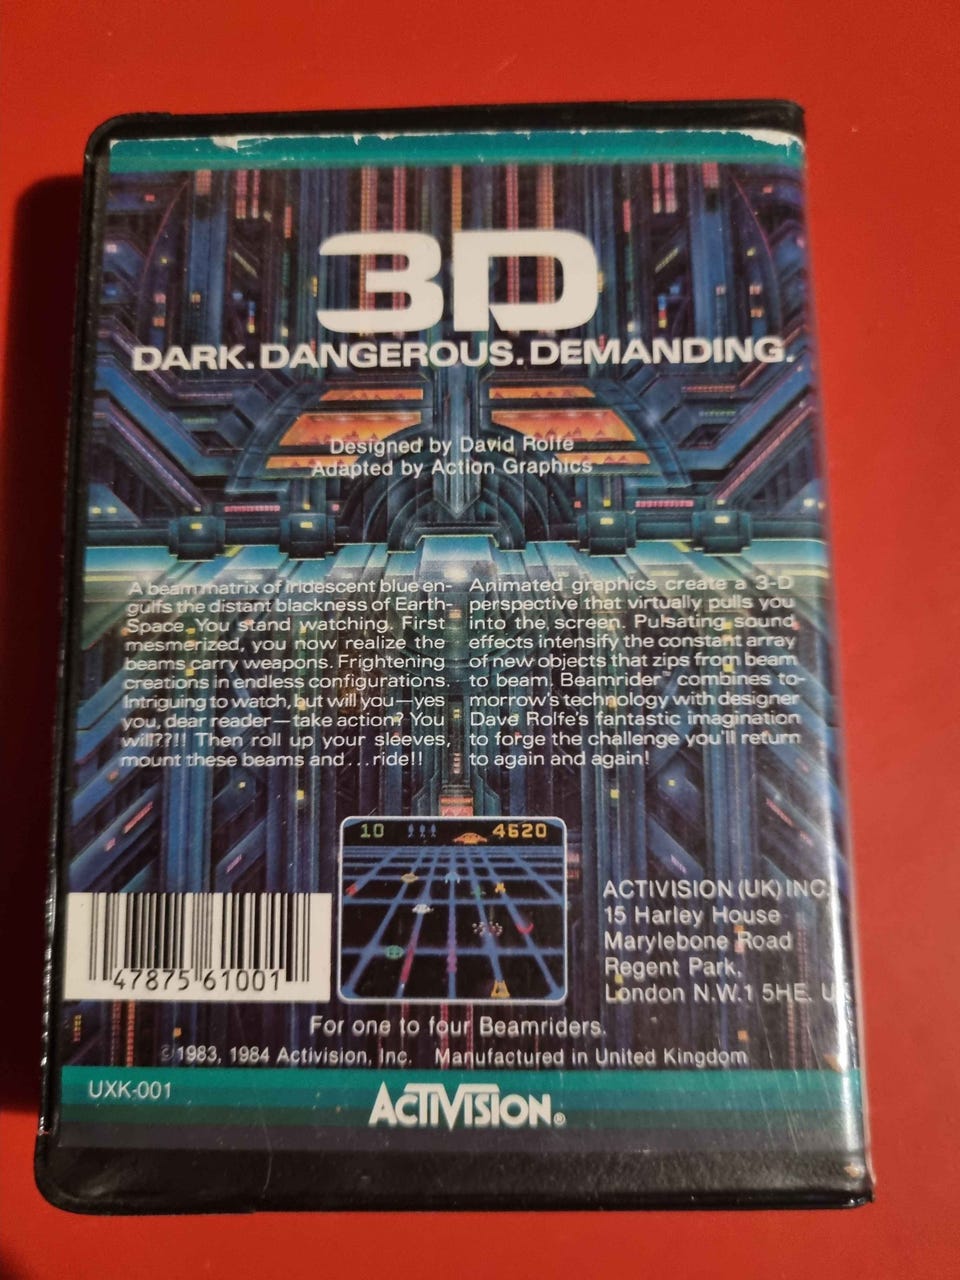 3D
DARK. DANGEROUS. DEMANDING.
Designed by David Rolfe
Adapted by Action Graphics
A beam matrix of iridescent blue en-
gulfs the distant blackness of Earth-
Space. You stand watching. First
mesmerized, you now realize the
beams carry weapons. Frightening
creations in endless configurations.
Intriguing to watch, but will you—yes
you, dear reader—take action? You
will??!! Then roll up your sleeves,
mount these beams and...ride!!
Animated graphics create a 3-D
perspective that virtually pulls you
into the screen. Pulsating sound
effects intensify the constant array
of new objects that zips from beam
to beam. Beamrider™ combines to-
morrow's technology with designer
Dave Rolfe's fantastic imagination
to forge the challenge you'll return
to again and again!
10 4620
47875 61001
ACTIVISION (UK) INC.
15 Harley House
Marylebone Road
Regent Park,
London N.W.1 5HE. U
For one to four Beamriders.
©1983, 1984 Activision, Inc. Manufactured in United Kingdom
UXK-001
ACTIVISION®